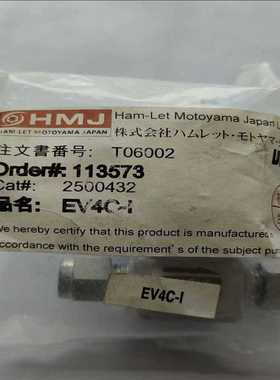 HMJ
HAM-LET MOTOYAMA JAPAN
Ham-Let Motoyama Japan
株式会社ハムレット・モトヤマ
注文書番号: T06002
Order#: 113573
Cat#: 2500432
品名: EV4C-I
We hereby certify that this product is manufactured
accordance with the requirement's of the subject
EV4C-I